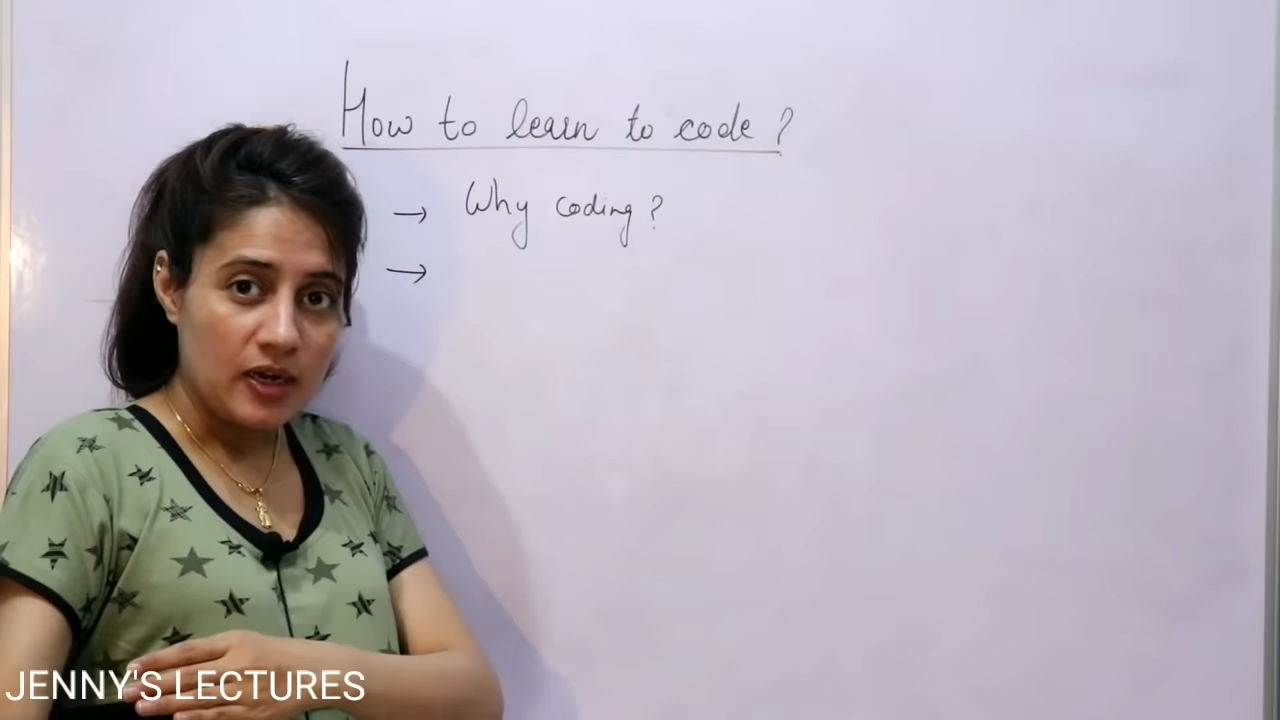 How to learn to code ?
→ Why coding ?
→
JENNY'S LECTURES